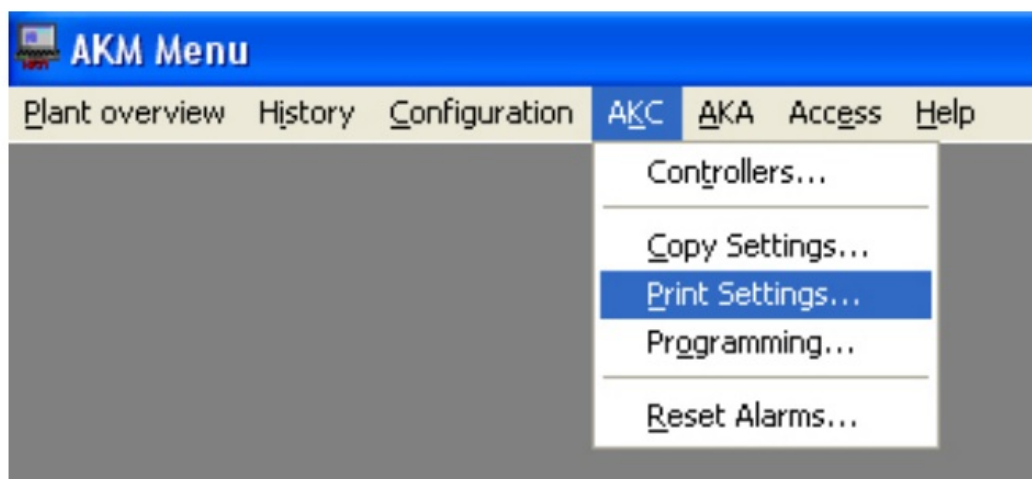 AKM Menu
Plant overview History Configuration AKC AKA Access Help
Controllers...
Copy Settings...
Print Settings...
Programming...
Reset Alarms...